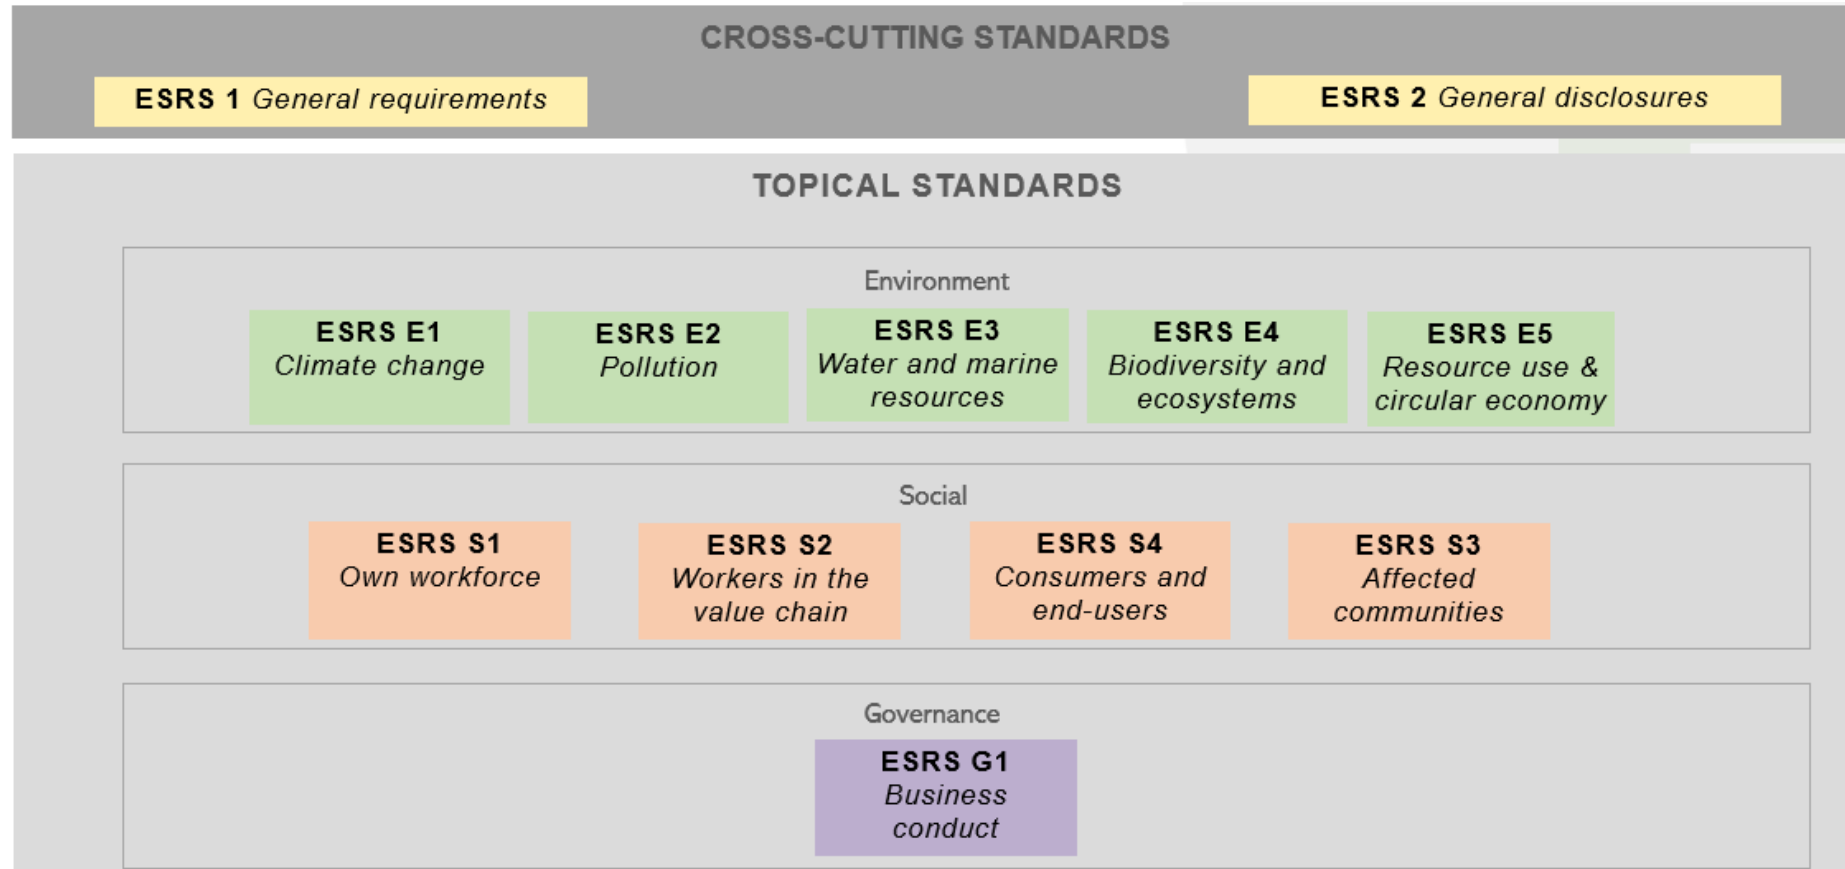 CROSS-CUTTING STANDARDS
ESRS 1 General requirements
ESRS 2 General disclosures
TOPICAL STANDARDS
Environment
ESRS E1
Climate change
ESRS E2
Pollution
ESRS E3
Water and marine
resources
ESRS E4
Biodiversity and
ecosystems
ESRS E5
Resource use &
circular economy
Social
ESRS S1
Own workforce
ESRS S2
Workers in the
value chain
ESRS S4
Consumers and
end-users
ESRS S3
Affected
communities
Governance
ESRS G1
Business
conduct